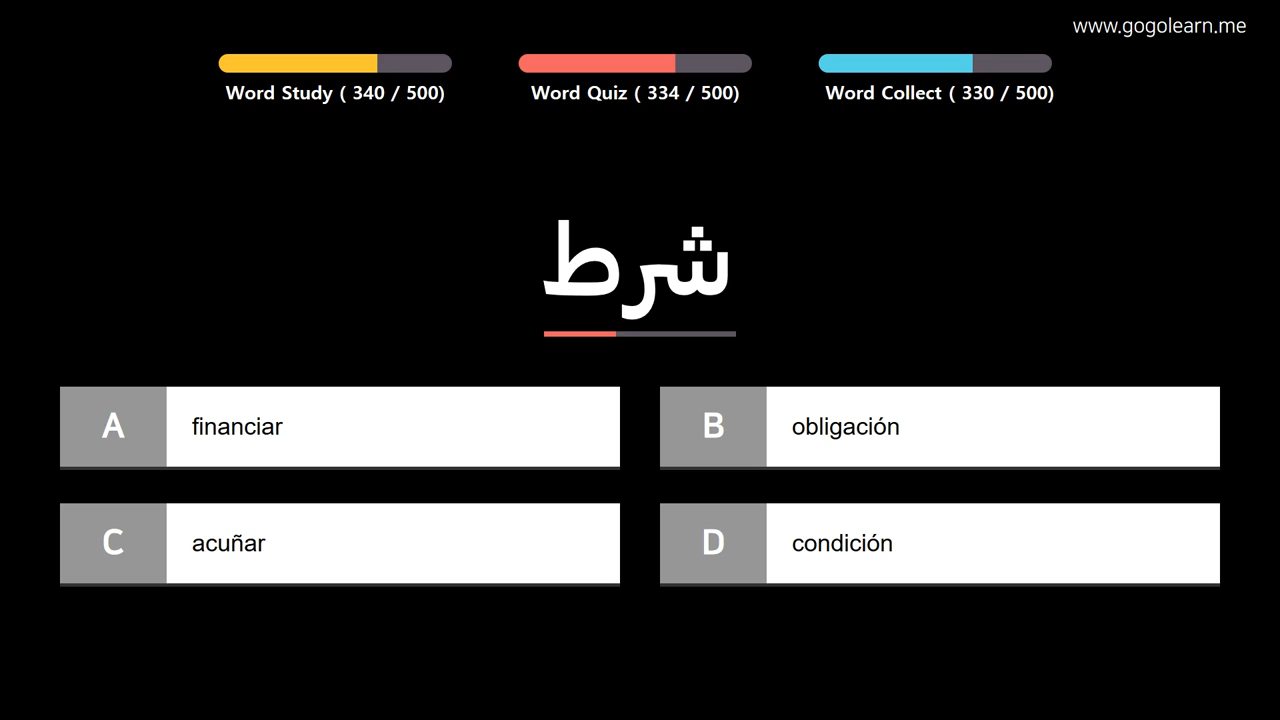 www.gogolearn.me
Word Study ( 340 / 500)
Word Quiz ( 334 / 500)
Word Collect ( 330 / 500)
شرط
A financiar
B obligación
C acuñar
D condición